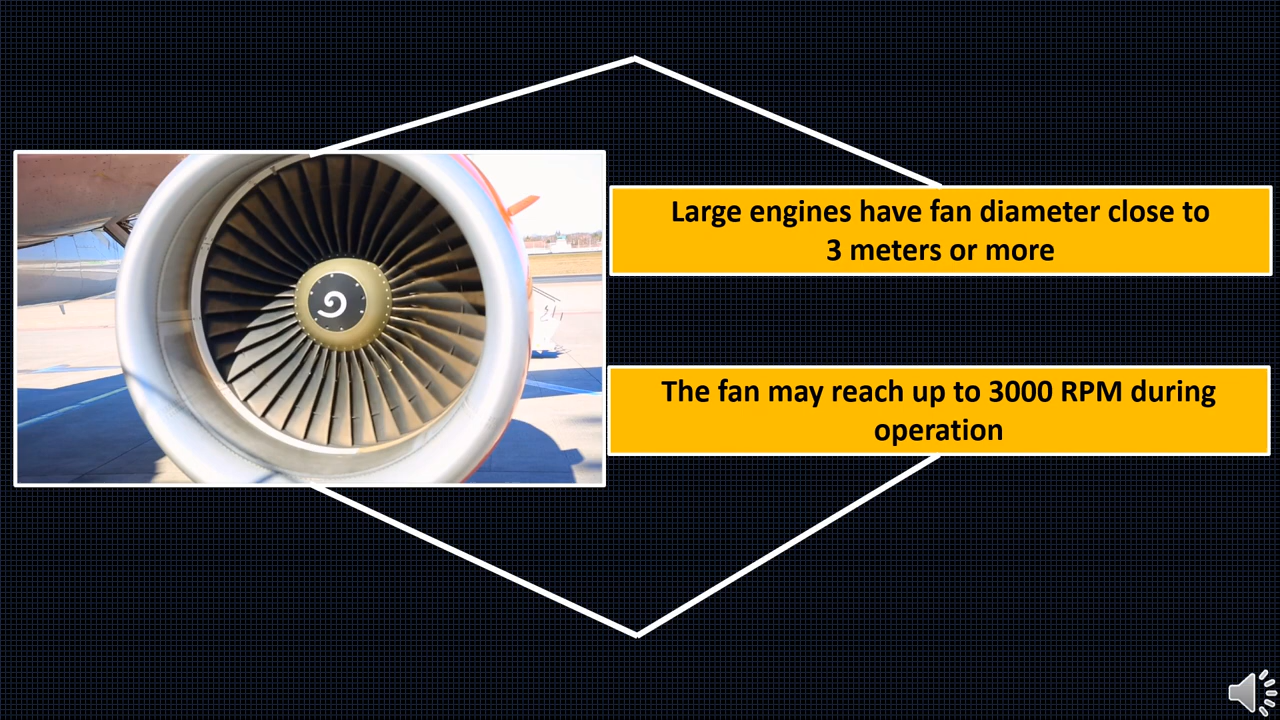 Large engines have fan diameter close to
3 meters or more
The fan may reach up to 3000 RPM during
operation